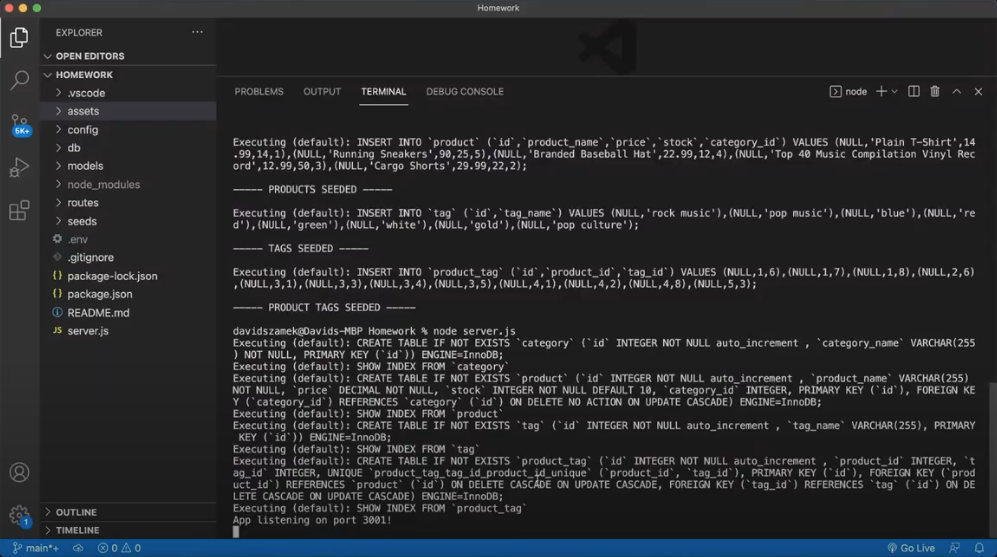 Homework
EXPLORER
OPEN EDITORS
HOMEWORK
.vscode
assets
config
db
models
node_modules
routes
seeds
.env
.gitignore
package-lock.json
package.json
README.md
JS server.js
OUTLINE
TIMELINE
5K+
1
PROBLEMS OUTPUT TERMINAL DEBUG CONSOLE
node
Executing (default): INSERT INTO `product` (`id`,`product_name`,`price`,`stock`,`category_id`) VALUES (NULL,'Plain T-Shirt',14
.99,14,1),(NULL,'Running Sneakers',90,25,5),(NULL,'Branded Baseball Hat',22.99,12,4),(NULL,'Top 40 Music Compilation Vinyl Rec
ord',12.99,50,3),(NULL,'Cargo Shorts',29.99,22,2);
----- PRODUCTS SEEDED -----
Executing (default): INSERT INTO `tag` (`id`,`tag_name`) VALUES (NULL,'rock music'),(NULL,'pop music'),(NULL,'blue'),(NULL,'re
d'),(NULL,'green'),(NULL,'white'),(NULL,'gold'),(NULL,'pop culture');
----- TAGS SEEDED -----
Executing (default): INSERT INTO `product_tag` (`id`,`product_id`,`tag_id`) VALUES (NULL,1,6),(NULL,1,7),(NULL,1,8),(NULL,2,6)
,(NULL,3,1),(NULL,3,3),(NULL,3,4),(NULL,3,5),(NULL,4,1),(NULL,4,2),(NULL,4,8),(NULL,5,3);
----- PRODUCT TAGS SEEDED -----
davidszamek@Davids-MBP Homework % node server.js
Executing (default): CREATE TABLE IF NOT EXISTS `category` (`id` INTEGER NOT NULL auto_increment , `category_name` VARCHAR(255
) NOT NULL, PRIMARY KEY (`id`)) ENGINE=InnoDB;
Executing (default): SHOW INDEX FROM `category`
Executing (default): CREATE TABLE IF NOT EXISTS `product` (`id` INTEGER NOT NULL auto_increment , `product_name` VARCHAR(255)
NOT NULL, `price` DECIMAL NOT NULL, `stock` INTEGER NOT NULL DEFAULT 10, `category_id` INTEGER, PRIMARY KEY (`id`), FOREIGN KE
Y (`category_id`) REFERENCES `category` (`id`) ON DELETE NO ACTION ON UPDATE CASCADE) ENGINE=InnoDB;
Executing (default): SHOW INDEX FROM `product`
Executing (default): CREATE TABLE IF NOT EXISTS `tag` (`id` INTEGER NOT NULL auto_increment , `tag_name` VARCHAR(255), PRIMARY
KEY (`id`)) ENGINE=InnoDB;
Executing (default): SHOW INDEX FROM `tag`
Executing (default): CREATE TABLE IF NOT EXISTS `product_tag` (`id` INTEGER NOT NULL auto_increment , `product_id` INTEGER, `t
ag_id` INTEGER, UNIQUE `product_tag_tag_id_product_id_unique` (`product_id`, `tag_id`), PRIMARY KEY (`id`), FOREIGN KEY (`prod
uct_id`) REFERENCES `product` (`id`) ON DELETE CASCADE ON UPDATE CASCADE, FOREIGN KEY (`tag_id`) REFERENCES `tag` (`id`) ON DE
LETE CASCADE ON UPDATE CASCADE) ENGINE=InnoDB;
Executing (default): SHOW INDEX FROM `product_tag`
App listening on port 3001!
main*+ 0 0 Go Live